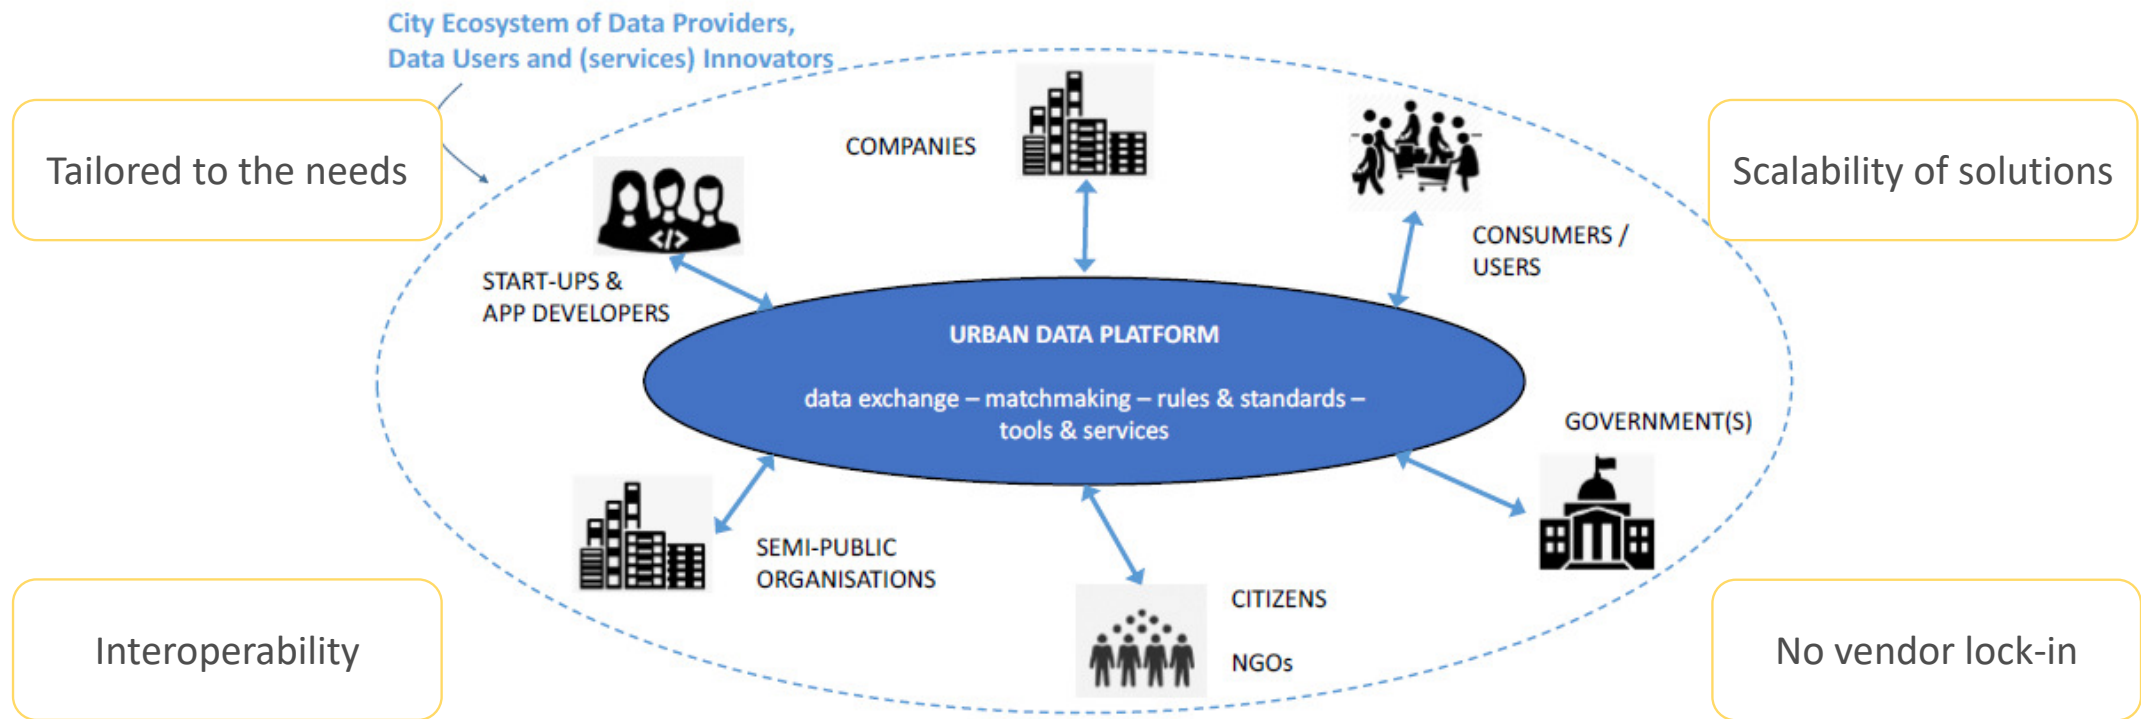 City Ecosystem of Data Providers,
Data Users and (services) Innovators
Tailored to the needs
COMPANIES
Scalability of solutions
CONSUMERS /
USERS
START-UPS &
APP DEVELOPERS
</>
URBAN DATA PLATFORM
data exchange – matchmaking – rules & standards –
tools & services
GOVERNMENT(S)
SEMI-PUBLIC
ORGANISATIONS
CITIZENS
NGOs
Interoperability
No vendor lock-in